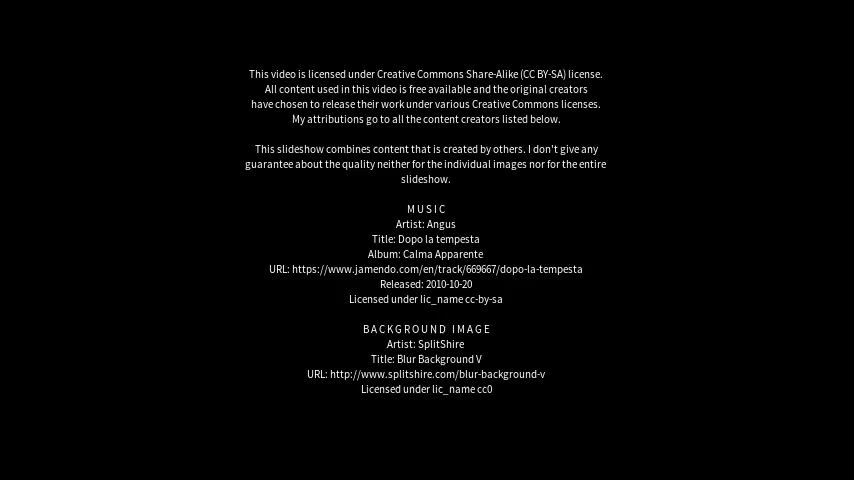 This video is licensed under Creative Commons Share-Alike (CC BY-SA) license.
All content used in this video is free available and the original creators
have chosen to release their work under various Creative Commons licenses.
My attributions go to all the content creators listed below.
This slideshow combines content that is created by others. I don't give any
guarantee about the quality neither for the individual images nor for the entire
slideshow.
MUSIC
Artist: Angus
Title: Dopo la tempesta
Album: Calma Apparente
URL: https://www.jamendo.com/en/track/669667/dopo-la-tempesta
Released: 2010-10-20
Licensed under lic_name cc-by-sa
BACKGROUND IMAGE
Artist: SplitShire
Title: Blur Background V
URL: http://www.splitshire.com/blur-background-v
Licensed under lic_name cc0